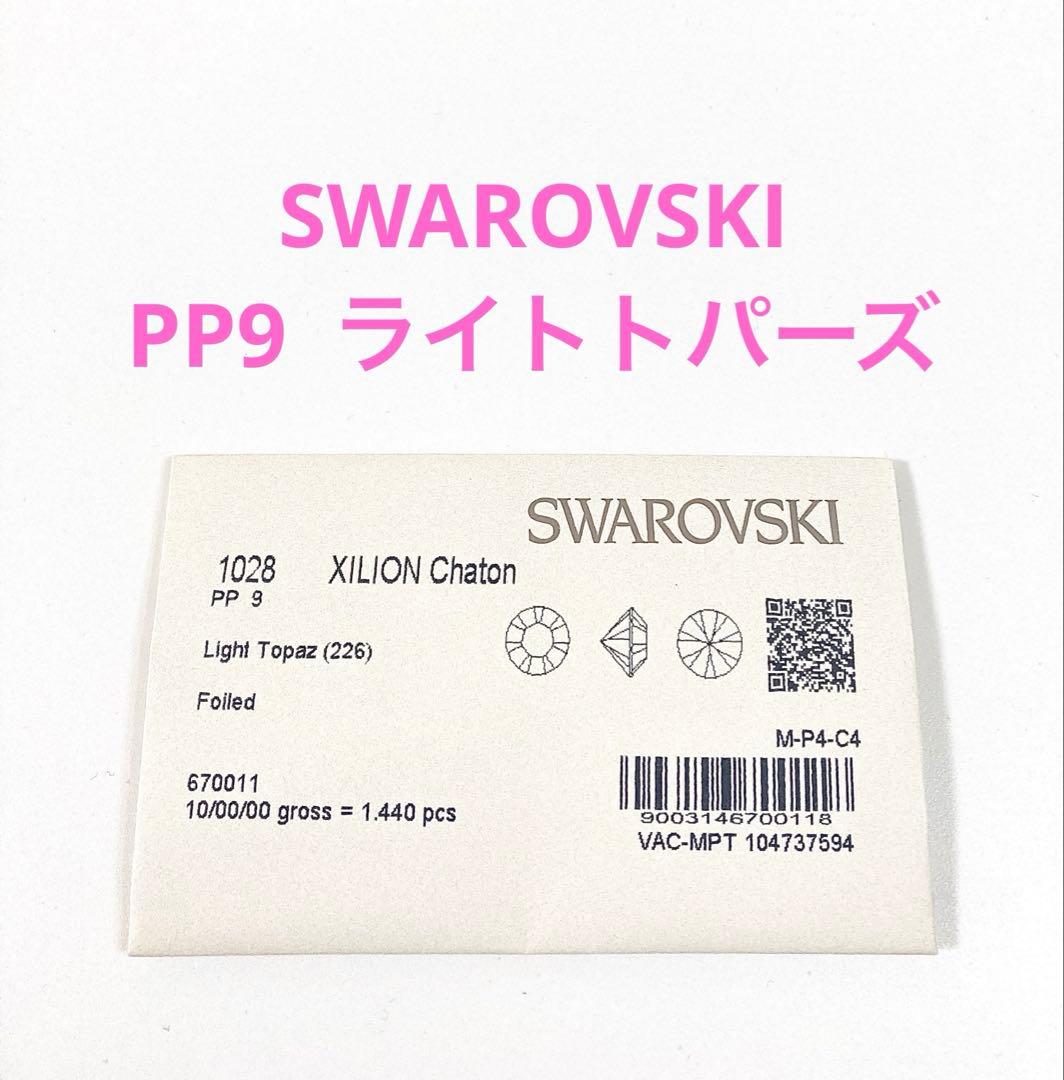 SWAROVSKI
PP9 ライトトパーズ
SWAROVSKI
1028 XILION Chaton
PP 9
Light Topaz (226)
Foiled
M-P4-C4
670011
10/00/00 gross = 1.440 pcs
9003146700118
VAC-MPT 104737594